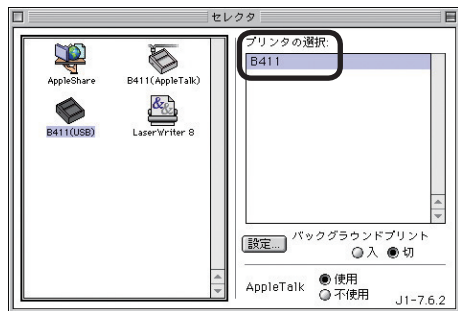 セレクタ
AppleShare
B411(AppleTalk)
B411(USB)
LaserWriter 8
プリンタの選択:
B411
設定...
バックグラウンドプリント
入 切
AppleTalk
使用
不使用
J1-7.6.2